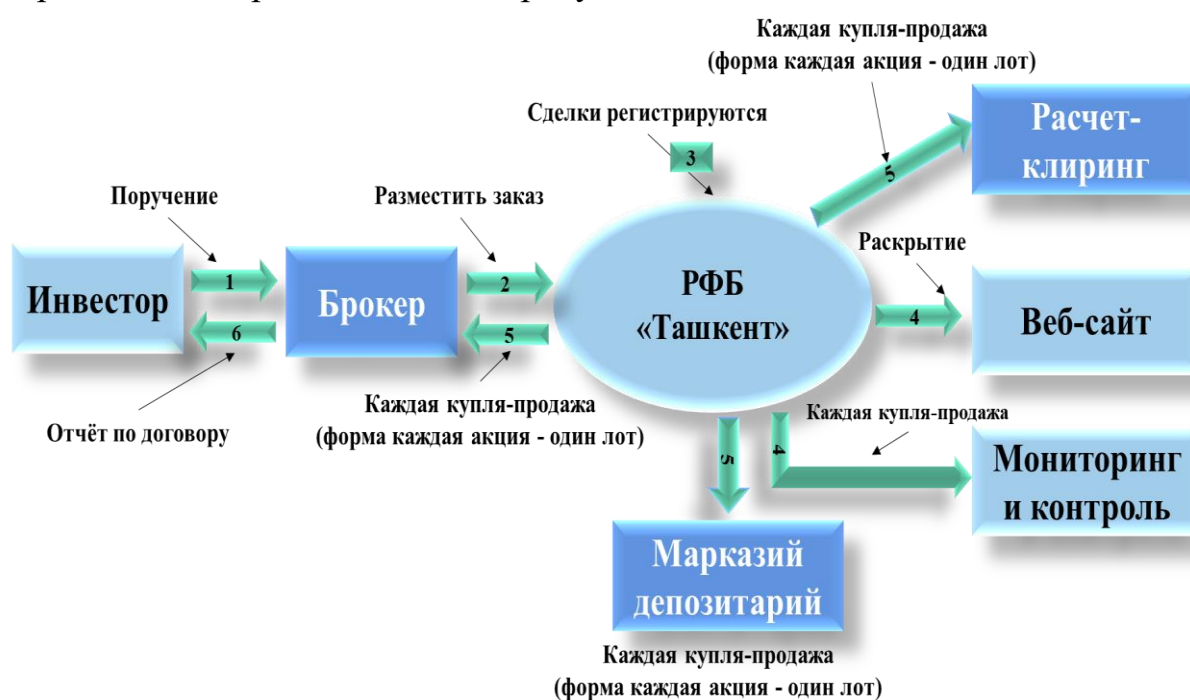 Каждая купля-продажа
(форма каждая акция - один лот)
Сделки регистрируются
3
5
Расчет-
клиринг
Поручение
Разместить заказ
Раскрытие
Инвестор
1
6
Брокер
2
5
РФБ
«Ташкент»
4
Веб-сайт
Отчёт по договору
Каждая купля-продажа
(форма каждая акция - один лот)
Каждая купля-продажа
5
4
Мониторинг
и контроль
Марказий
депозитарий
Каждая купля-продажа
(форма каждая акция - один лот)